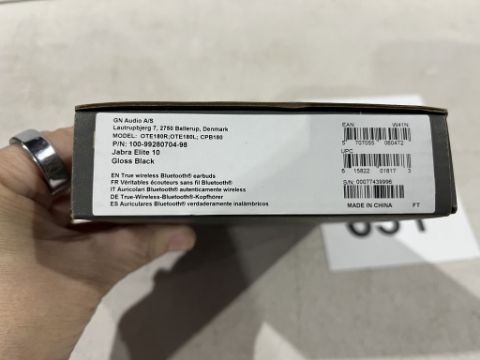 GN Audio A/S
Lautrupbjerg 7, 2750 Ballerup, Denmark
MODEL: OTE180R;OTE180L; CPB180
P/N: 100-99280704-98
Jabra Elite 10
Gloss Black
EN True wireless Bluetooth® earbuds
FR Véritables écouteurs sans fil Bluetooth®
IT Auricolari Bluetooth® autenticamente wireless
DE True-Wireless-Bluetooth®-Kopfhörer
ES Auriculares Bluetooth® verdaderamente inalámbricos
EAN
W41N
5 707055 060472
UPC
6 15822 01817 3
S/N: 00077439996
MADE IN CHINA FT